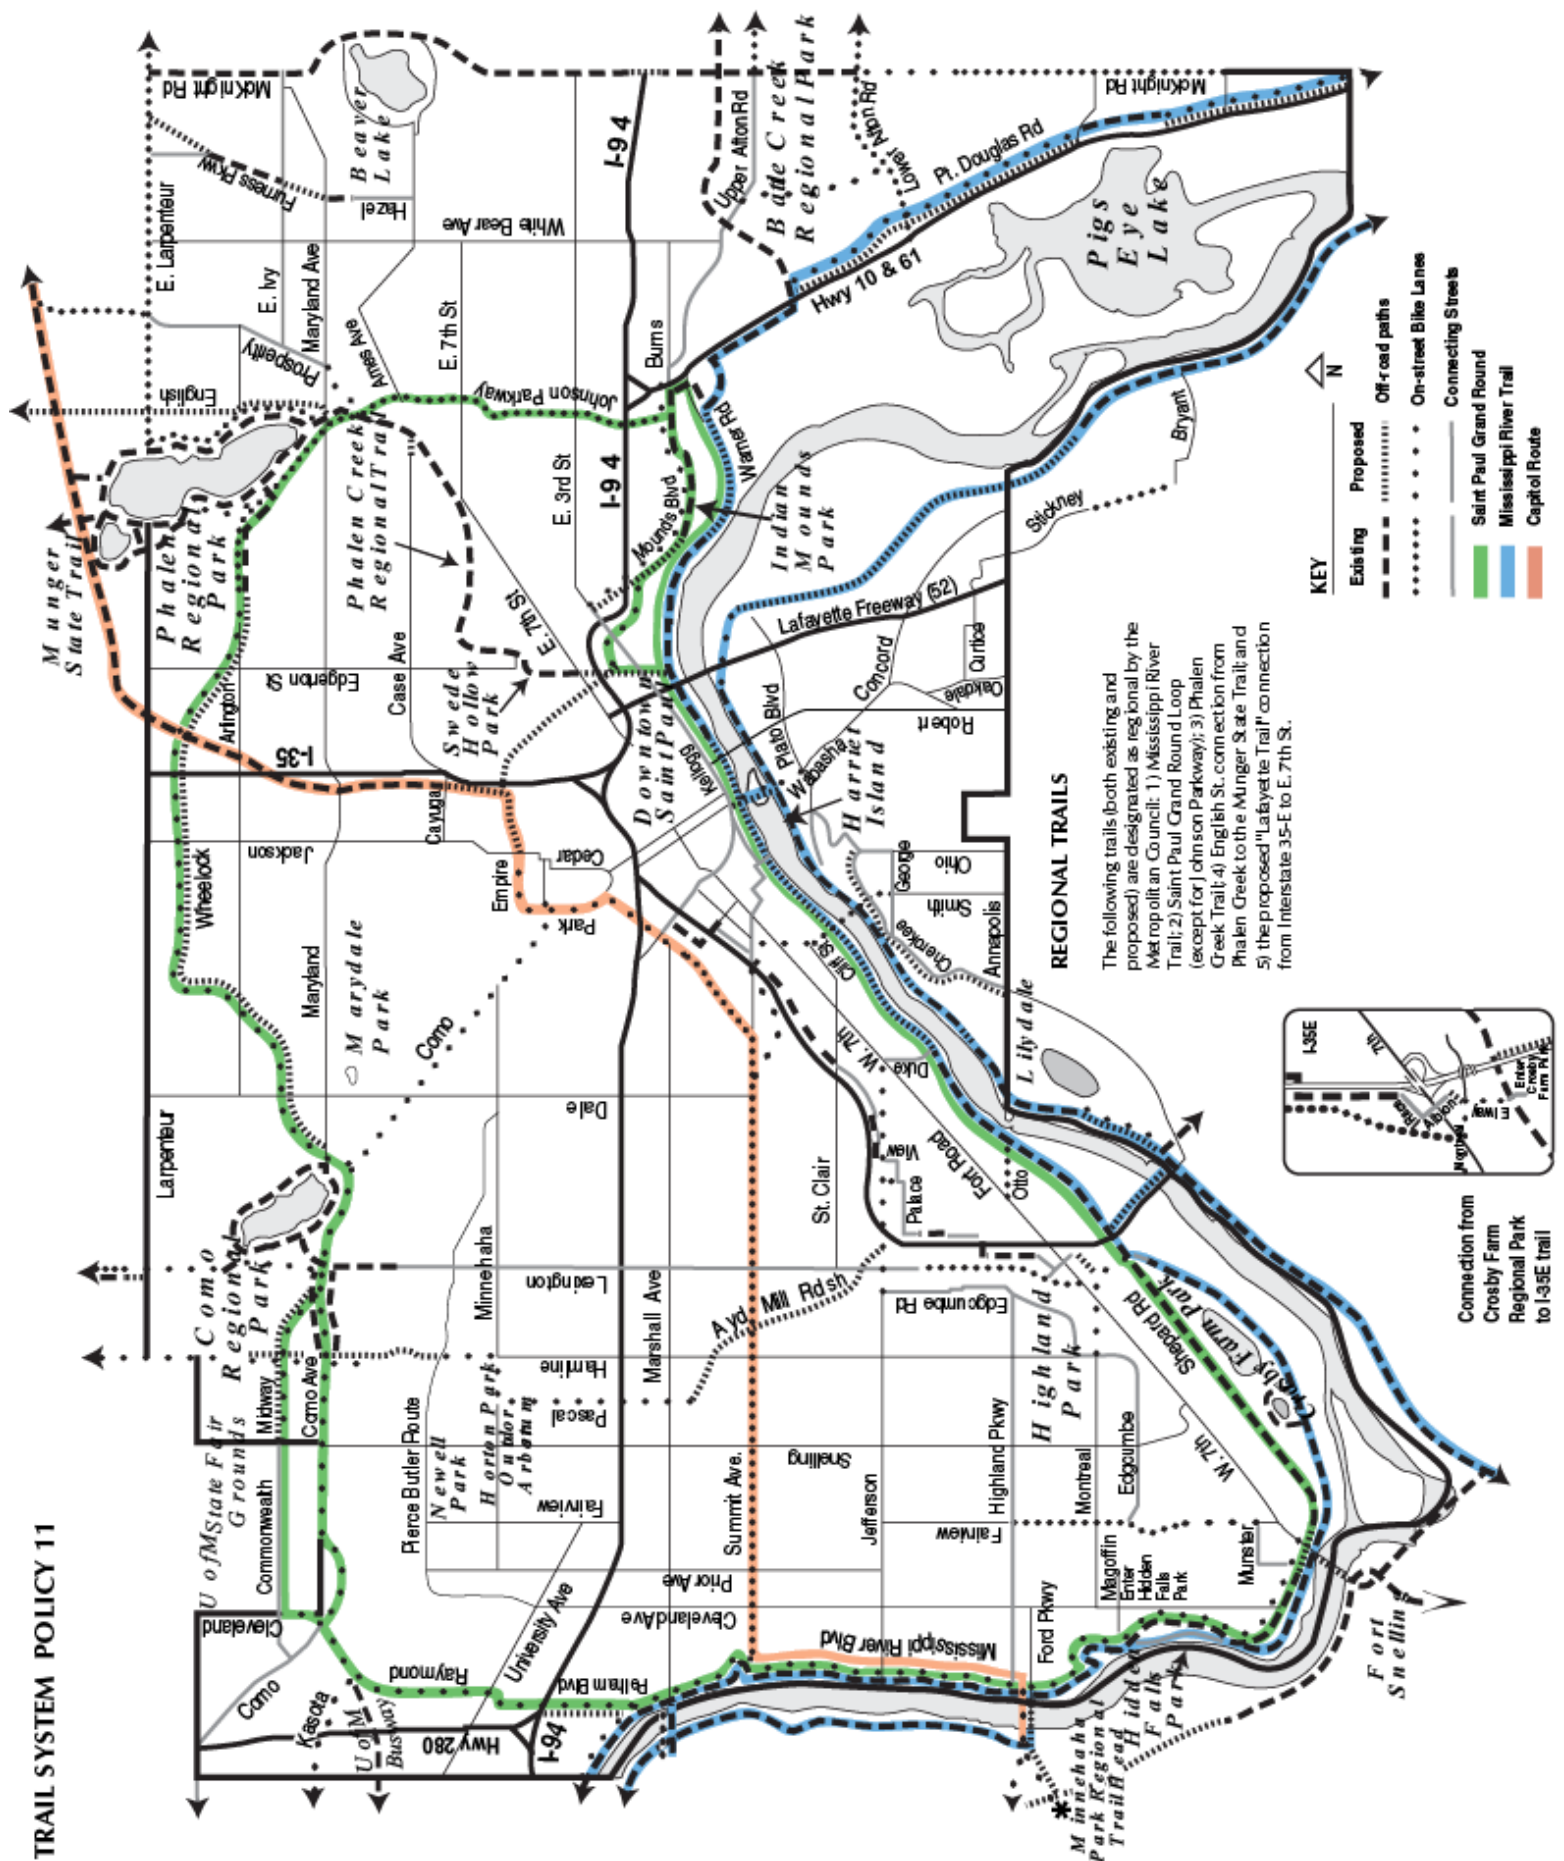 TRAIL SYSTEM POLICY 11
Munger
State Trail
Phalen
Regional
Park
Phalen Creek
Regional Trail
Swede
Hollow
Park
Downtown
Saint Paul
Indian
Mounds
Park
Harriet
Island
Beaver
Lake
Battle Creek
Regional Park
Pigs
Eye
Lake
Marydale
Park
Como
Regional
Park
U of M State Fair
Grounds
Newell
Park
Horton Park
Highland
Park
Crosby Farm Park
Lilydale
Fort
Snelling
Hidden
Falls
Park
Minnehaha
Park Regional
Trail Head
U of M
Busway
E. Larpenteur
Larpenteur
McKnight Rd
Furness Pkwy
E. Ivy
Maryland Ave
Hazel
White Bear Ave
Prosperity
English
Ames Ave
E. 7th St
Johnson Parkway
E. 3rd St
I-94
I-94
Burns
Upper Afton Rd
Lower Afton Rd
McKnight Rd
Pt. Douglas Rd
Hwy 10 & 61
Warner Rd
Mounds Blvd
Case Ave
E. 7th St
Edgerton St
Arlington
I-35
Cayuga
Wheelock
Jackson
Empire
Cedar
Park
Maryland
Como
Dale
Kellogg
Plato Blvd
Wabasha
Lafayette Freeway (52)
Concord
Robert
Oakdale
Curtice
Stickney
Bryant
George
Ohio
Smith
Cherokee
Annapolis
Cliff St
W. 7th
Duke
Fort Road
Otto
View
Palace
St. Clair
Minnehaha
Lexington
Hamline
Marshall Ave
Ayd Mill Rd
Pascal
Snelling
Pierce Butler Route
Fairview
Summit Ave.
Jefferson
Edgcumbe Rd
Highland Pkwy
Montreal
Edgcumbe
Fairview
Shepard Rd
W. 7th
Munster
Magoffin
Enter
Hidden
Falls
Park
Ford Pkwy
Mississippi River Blvd
Prior Ave
Cleveland Ave
University Ave
Pelham Blvd
Raymond
Midway
Como Ave
Commonwealth
Cleveland
Como
Kasota
Hwy 280
I-94
KEY
N
Existing
Proposed
Off-road paths
On-street Bike Lanes
Connecting Streets
Saint Paul Grand Round
Mississippi River Trail
Capitol Route
REGIONAL TRAILS
The following trails (both existing and
proposed) are designated as regional by the
Metropolitan Council: 1) Mississippi River
Trail; 2) Saint Paul Grand Round Loop
(except for Johnson Parkway); 3) Phalen
Creek Trail; 4) English St. connection from
Phalen Creek to the Munger State Trail; and
5) the proposed "Lafayette Trail" connection
from Interstate 35-E to E. 7th St.
I-35E
7th
Albion
Elway
Enter
Crosby
Farm Park
Connection from
Crosby Farm
Regional Park
to I-35E trail